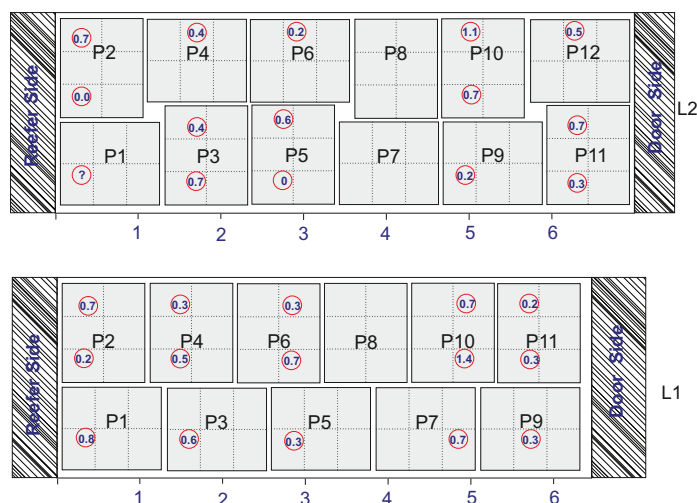 0.7 0.4 0.2 1.1 0.5
P2 P4 P6 P8 P10 P12
0.0 0.7
Reefer Side
Door Side
L2
0.4 0.6 0.7
P1 P3 P5 P7 P9 P11
? 0.7 0 0.2 0.3
1 2 3 4 5 6
0.7 0.3 0.3 0.7 0.2
P2 P4 P6 P8 P10 P11
0.2 0.5 0.7 1.4 0.3
Reefer Side
Door Side
L1
P1 P3 P5 P7 P9
0.8 0.6 0.3 0.7 0.3
1 2 3 4 5 6